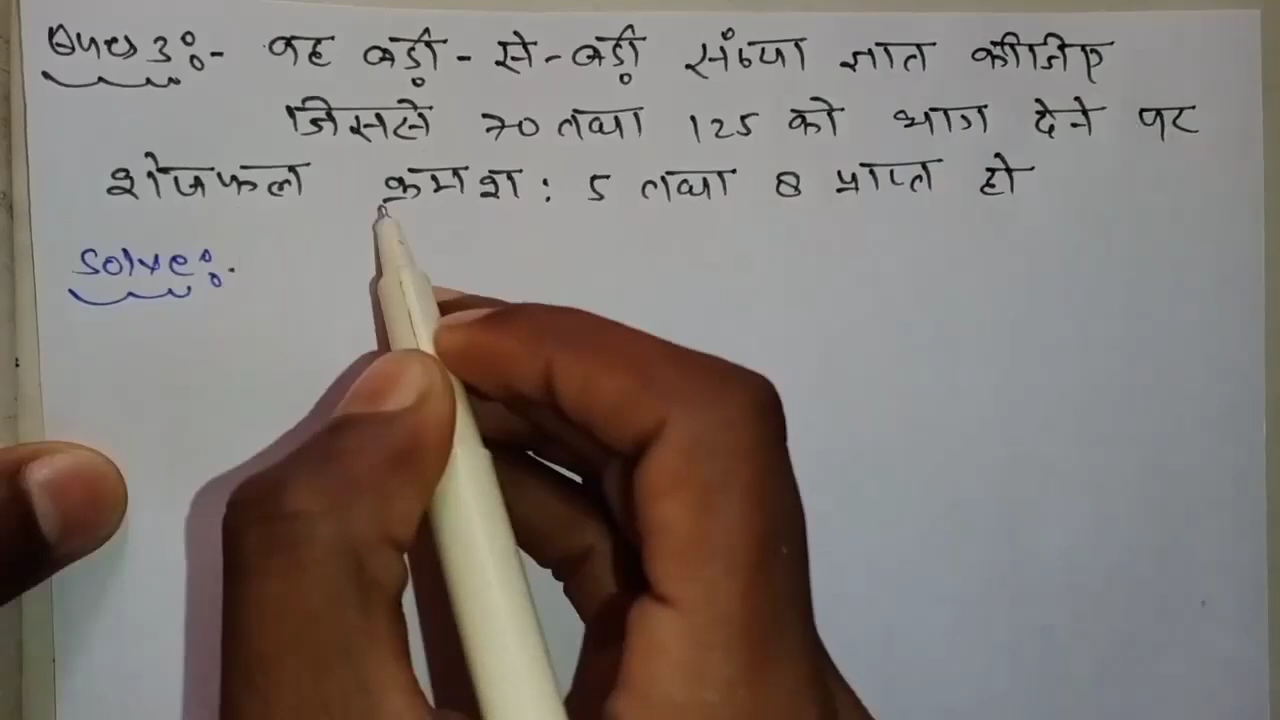 Ques 3:- वह बड़ी-से-बड़ी संख्या ज्ञात कीजिए
जिससे 70 तथा 125 को भाग देने पर
शेषफल क्रमश: 5 तथा 8 प्राप्त हो
Solve:-